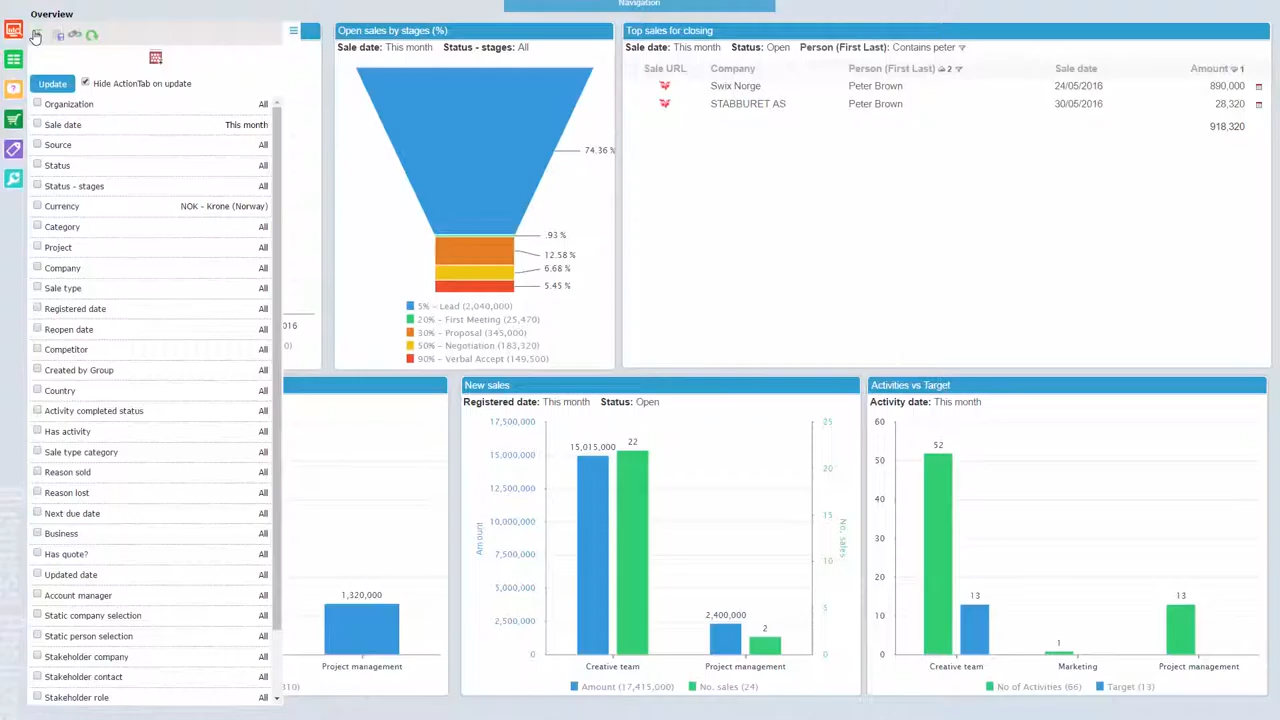 Navigation
Overview
Update
Hide ActionTab on update
Organization All
Sale date This month
Source All
Status All
Status - stages All
Currency NOK - Krone (Norway)
Category All
Project All
Company All
Sale type All
Registered date All
Reopen date All
Competitor All
Created by Group All
Country All
Activity completed status All
Has activity All
Sale type category All
Reason sold All
Reason lost All
Next due date All
Business All
Has quote? All
Updated date All
Account manager All
Static company selection All
Static person selection All
Stakeholder company All
Stakeholder contact All
Stakeholder role All
Open sales by stages (%)
Sale date: This month Status - stages: All
74.36 %
.93 %
12.58 %
6.68 %
5.45 %
5% - Lead (2,040,000)
20% - First Meeting (25,470)
30% - Proposal (345,000)
50% - Negotiation (183,320)
90% - Verbal Accept (149,500)
Top sales for closing
Sale date: This month Status: Open Person (First Last): Contains peter
Sale URL Company Person (First Last) 2 Sale date Amount 1
Swix Norge Peter Brown 24/05/2016 890,000
STABBURET AS Peter Brown 30/05/2016 28,320
918,320
016
0)
1,320,000
Project management
310)
New sales
Registered date: This month Status: Open
17,500,000
15,000,000
12,500,000
10,000,000
7,500,000
5,000,000
2,500,000
0
Amount
15,015,000
22
2,400,000
2
25
20
15
10
5
0
No. sales
Creative team
Project management
Amount (17,415,000) No. sales (24)
Activities vs Target
Activity date: This month
60
50
40
30
20
10
0
52
13
1
13
Creative team
Marketing
Project management
No of Activities (66) Target (13)